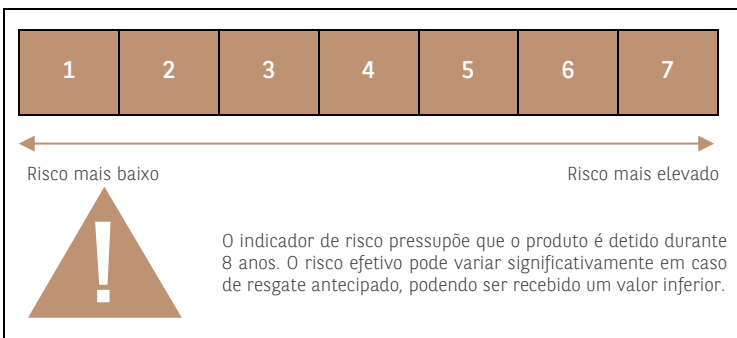 1 2 3 4 5 6 7
Risco mais baixo Risco mais elevado
!
O indicador de risco pressupõe que o produto é detido durante
8 anos. O risco efetivo pode variar significativamente em caso
de resgate antecipado, podendo ser recebido um valor inferior.